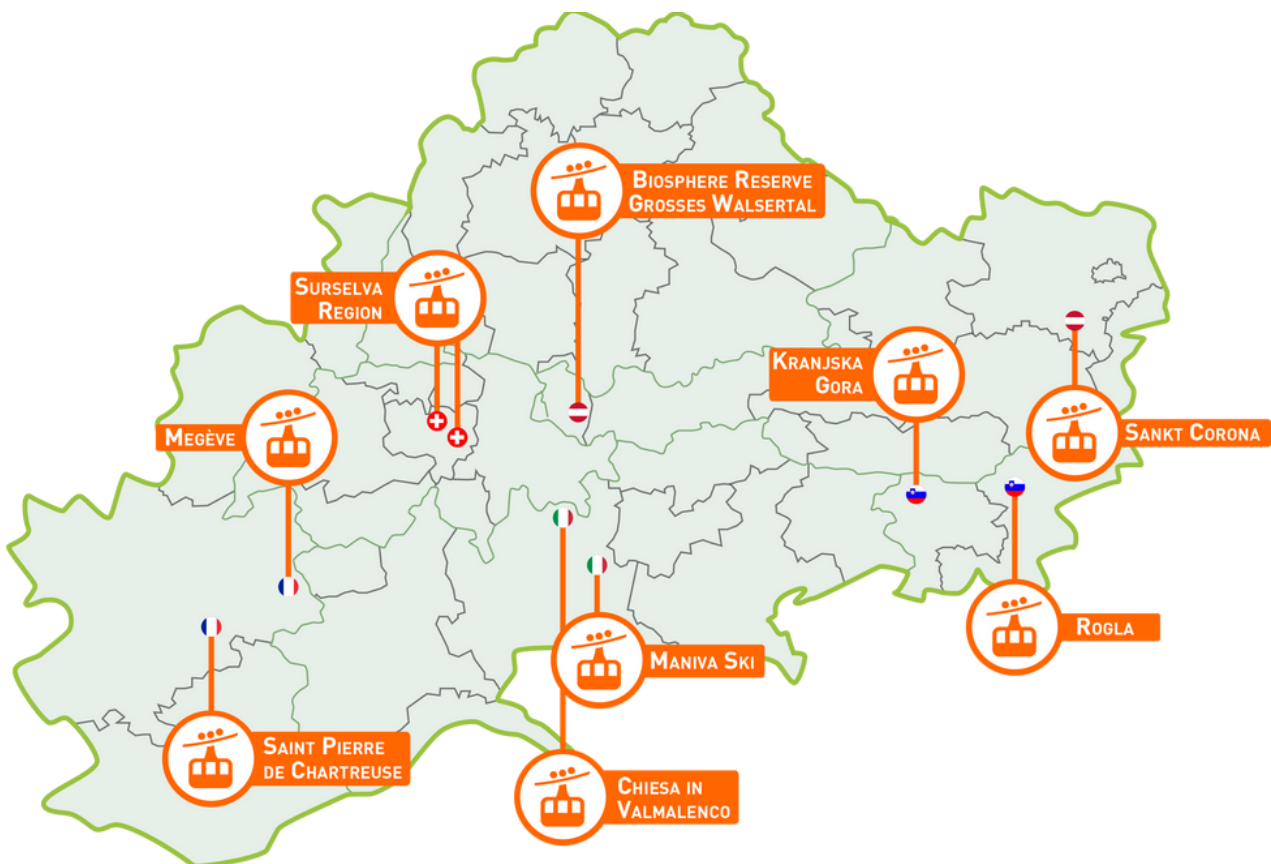 Biosphere Reserve
Grosses Walsertal
Surselva
Region
Kranjska
Gora
Megève
Sankt Corona
Rogla
Maniva Ski
Saint Pierre
de Chartreuse
Chiesa in
Valmalenco